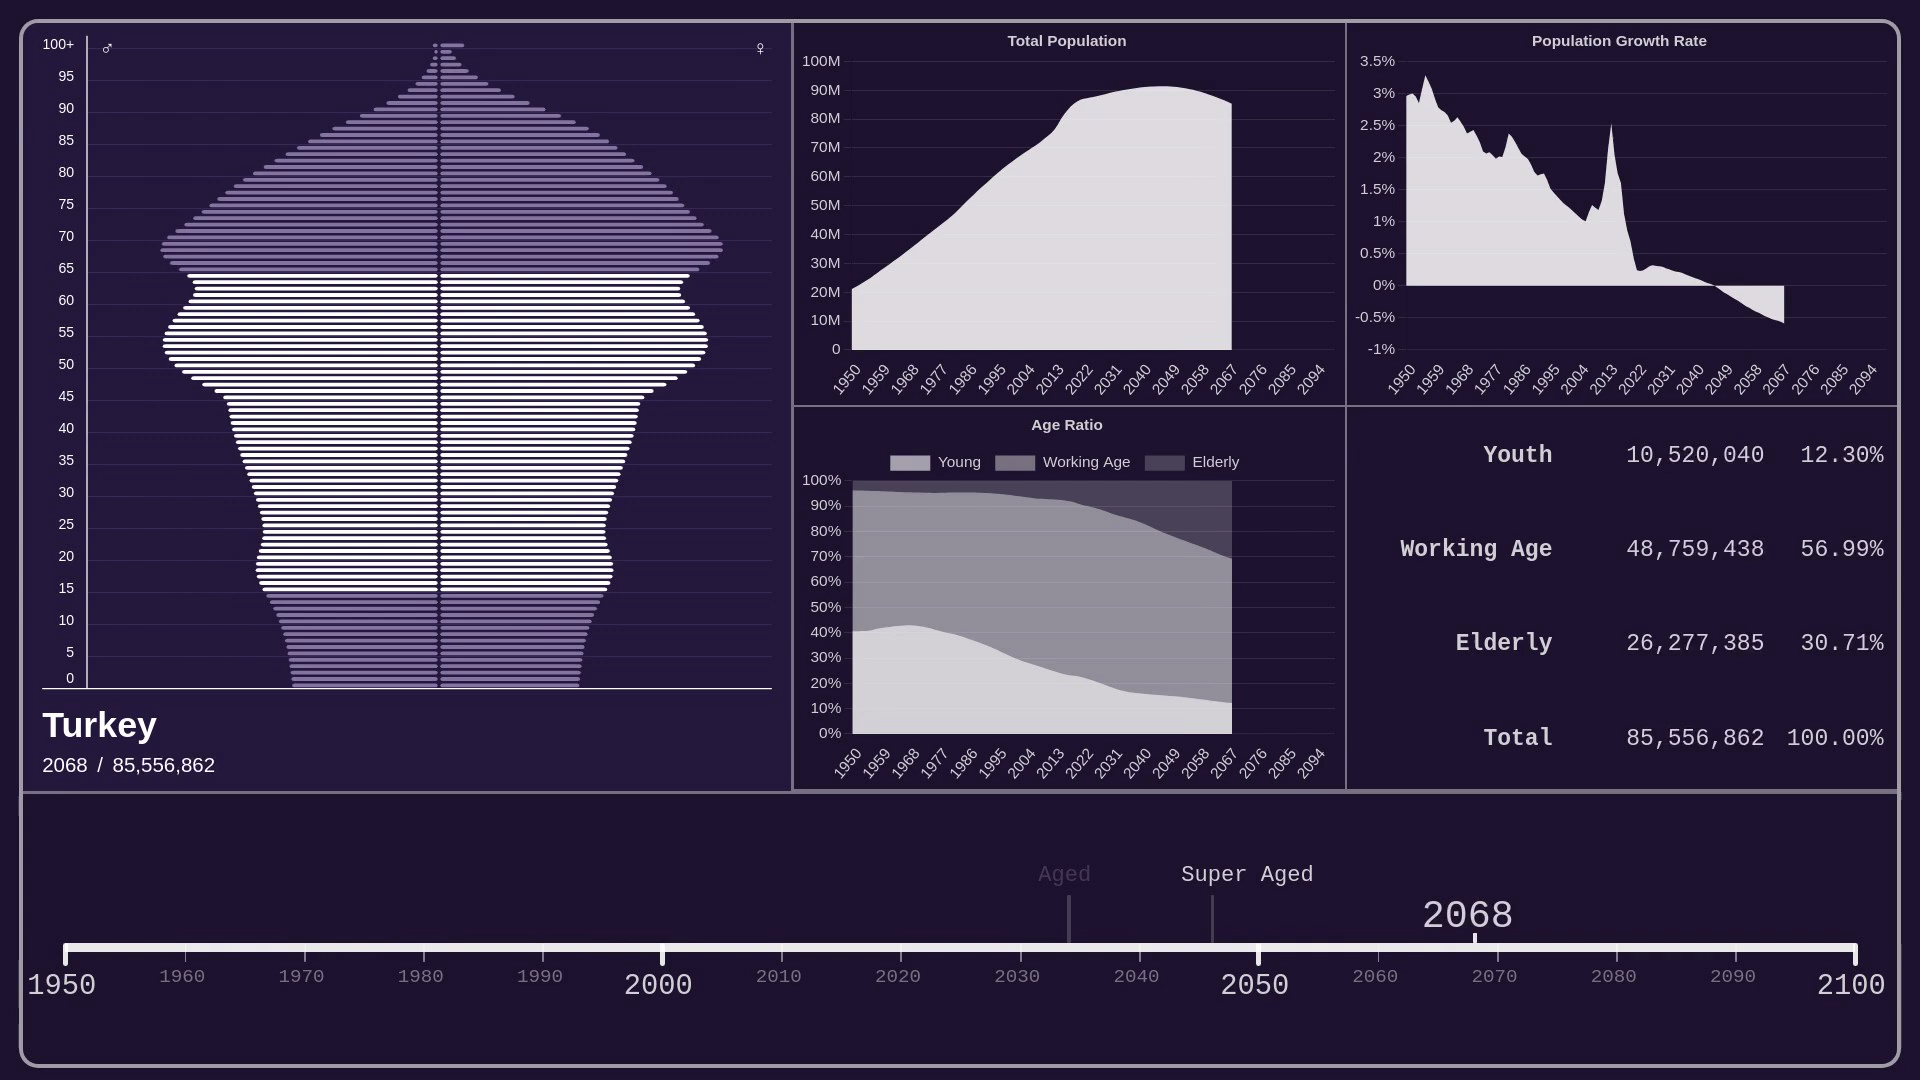 ♂
♀
100+
95
90
85
80
75
70
65
60
55
50
45
40
35
30
25
20
15
10
5
0
Turkey
2068 / 85,556,862
Total Population
100M
90M
80M
70M
60M
50M
40M
30M
20M
10M
0
1950 1959 1968 1977 1986 1995 2004 2013 2022 2031 2040 2049 2058 2067 2076 2085 2094
Population Growth Rate
3.5%
3%
2.5%
2%
1.5%
1%
0.5%
0%
-0.5%
-1%
1950 1959 1968 1977 1986 1995 2004 2013 2022 2031 2040 2049 2058 2067 2076 2085 2094
Age Ratio
Young Working Age Elderly
100%
90%
80%
70%
60%
50%
40%
30%
20%
10%
0%
1950 1959 1968 1977 1986 1995 2004 2013 2022 2031 2040 2049 2058 2067 2076 2085 2094
Youth 10,520,040 12.30%
Working Age 48,759,438 56.99%
Elderly 26,277,385 30.71%
Total 85,556,862 100.00%
Aged Super Aged
2068
1950 1960 1970 1980 1990 2000 2010 2020 2030 2040 2050 2060 2070 2080 2090 2100